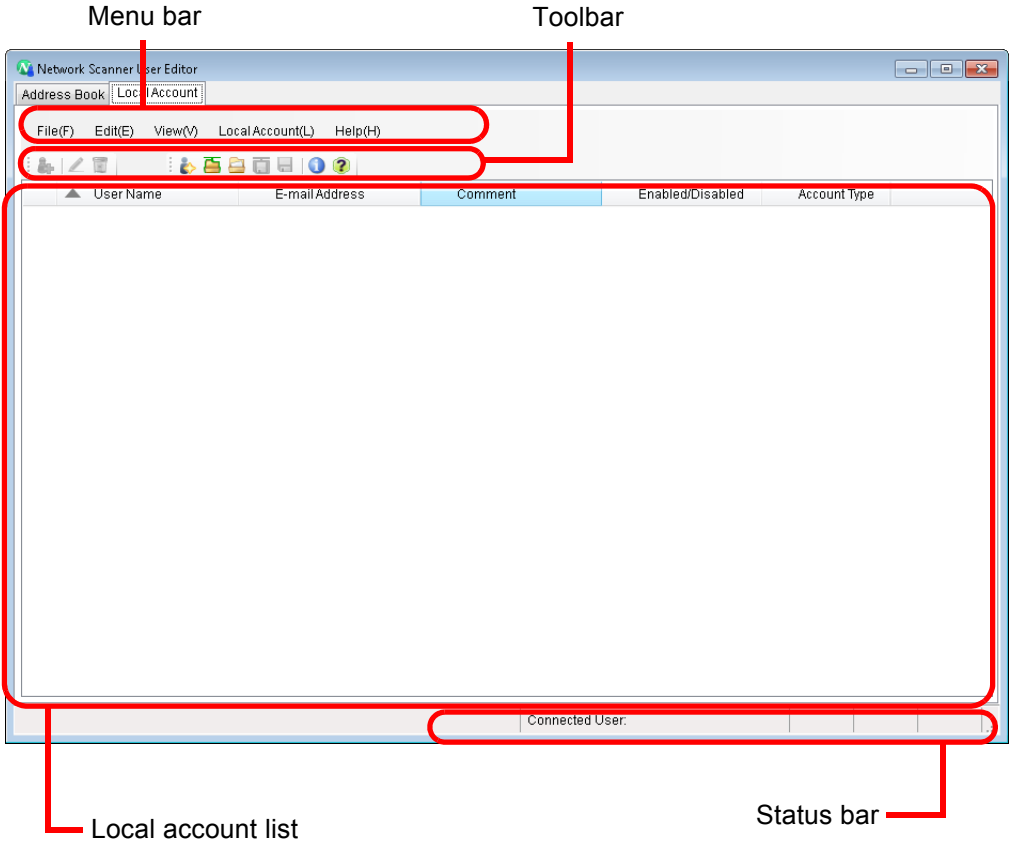 Menu bar Toolbar
Network Scanner User Editor
Address Book Local Account
File(F) Edit(E) View(V) Local Account(L) Help(H)
User Name E-mail Address Comment Enabled/Disabled Account Type
Connected User:
Status bar
Local account list